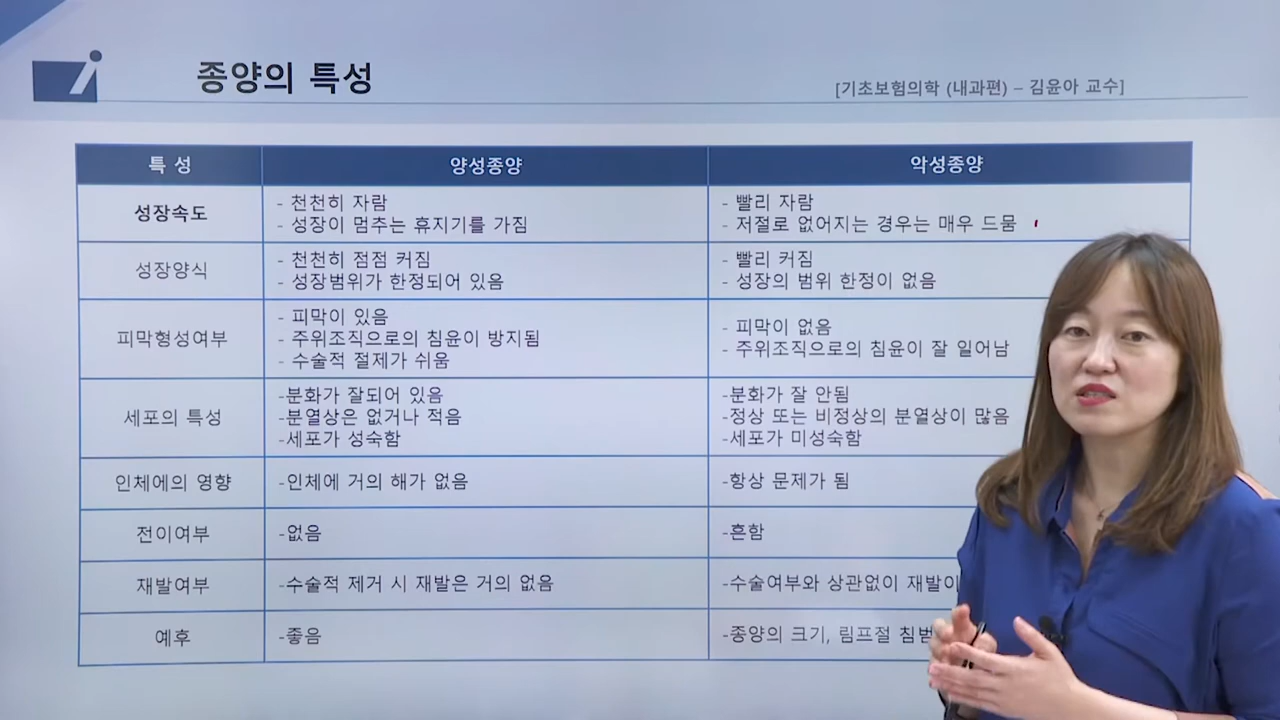 종양의 특성
[기초보험의학 (내과편) – 김윤아 교수]
특 성 양성종양 악성종양
성장속도
- 천천히 자람
- 성장이 멈추는 휴지기를 가짐
- 빨리 자람
- 저절로 없어지는 경우는 매우 드뭄
성장양식
- 천천히 점점 커짐
- 성장범위가 한정되어 있음
- 빨리 커짐
- 성장의 범위 한정이 없음
피막형성여부
- 피막이 있음
- 주위조직으로의 침윤이 방지됨
- 수술적 절제가 쉬움
- 피막이 없음
- 주위조직으로의 침윤이 잘 일어남
세포의 특성
-분화가 잘되어 있음
-분열상은 없거나 적음
-세포가 성숙함
-분화가 잘 안됨
-정상 또는 비정상의 분열상이 많음
-세포가 미성숙함
인체에의 영향
-인체에 거의 해가 없음
-항상 문제가 됨
전이여부
-없음
-흔함
재발여부
-수술적 제거 시 재발은 거의 없음
-수술여부와 상관없이 재발이
예후
-좋음
-종양의 크기, 림프절